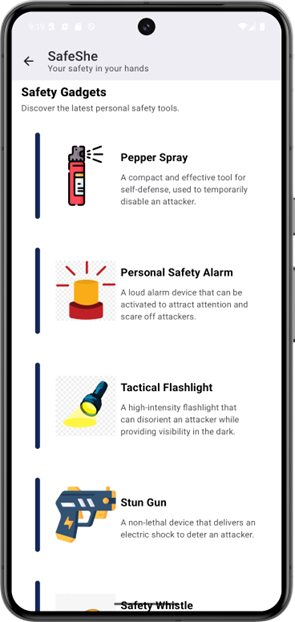 SafeShe
Your safety in your hands
Safety Gadgets
Discover the latest personal safety tools.
Pepper Spray
A compact and effective tool for
self-defense, used to temporarily
disable an attacker.
Personal Safety Alarm
A loud alarm device that can be
activated to attract attention and
scare off attackers.
Tactical Flashlight
A high-intensity flashlight that
can disorient an attacker while
providing visibility in the dark.
Stun Gun
A non-lethal device that delivers an
electric shock to deter an attacker.
Safety Whistle